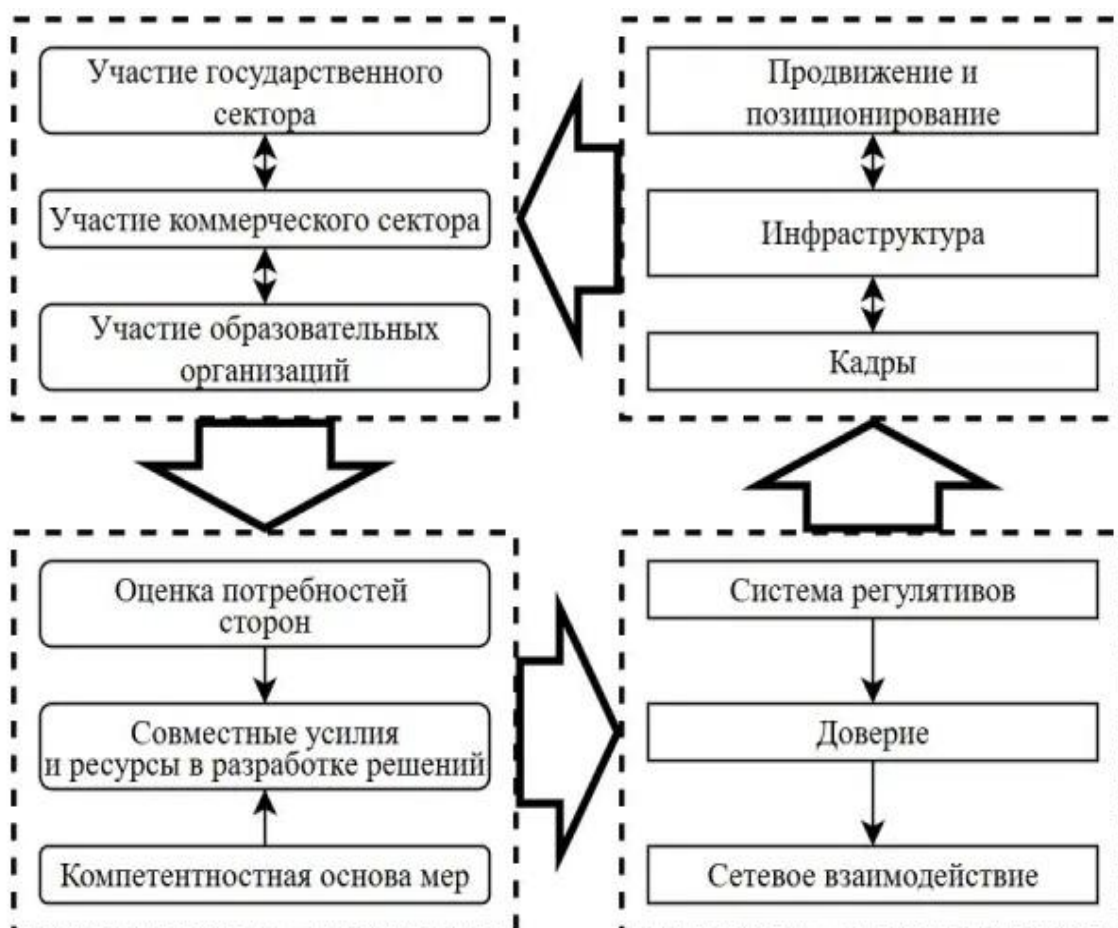 Участие государственного
сектора
Участие коммерческого сектора
Участие образовательных
организаций
Продвижение и
позиционирование
Инфраструктура
Кадры
Оценка потребностей
сторон
Совместные усилия
и ресурсы в разработке решений
Компетентностная основа мер
Система регулятивов
Доверие
Сетевое взаимодействие